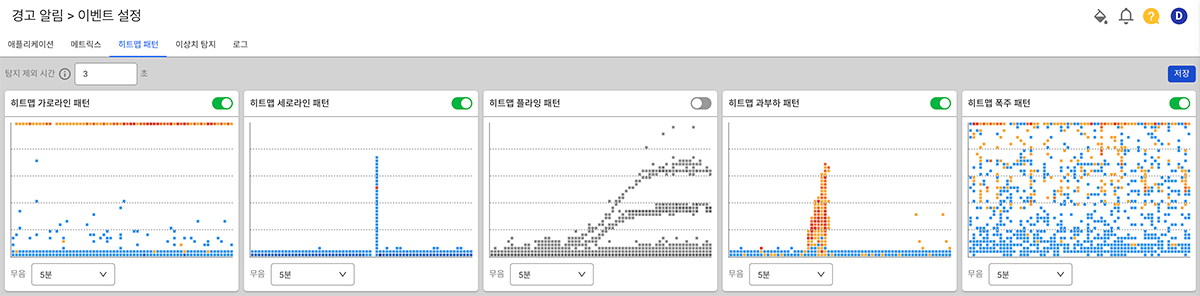 경고 알림 > 이벤트 설정
?
D
애플리케이션 메트릭스 히트맵 패턴 이상치 탐지 로그
탐지 제외 시간 3 초 저장
히트맵 가로라인 패턴
히트맵 세로라인 패턴
히트맵 플라잉 패턴
히트맵 과부하 패턴
히트맵 폭주 패턴
무음 5분
무음 5분
무음 5분
무음 5분
무음 5분